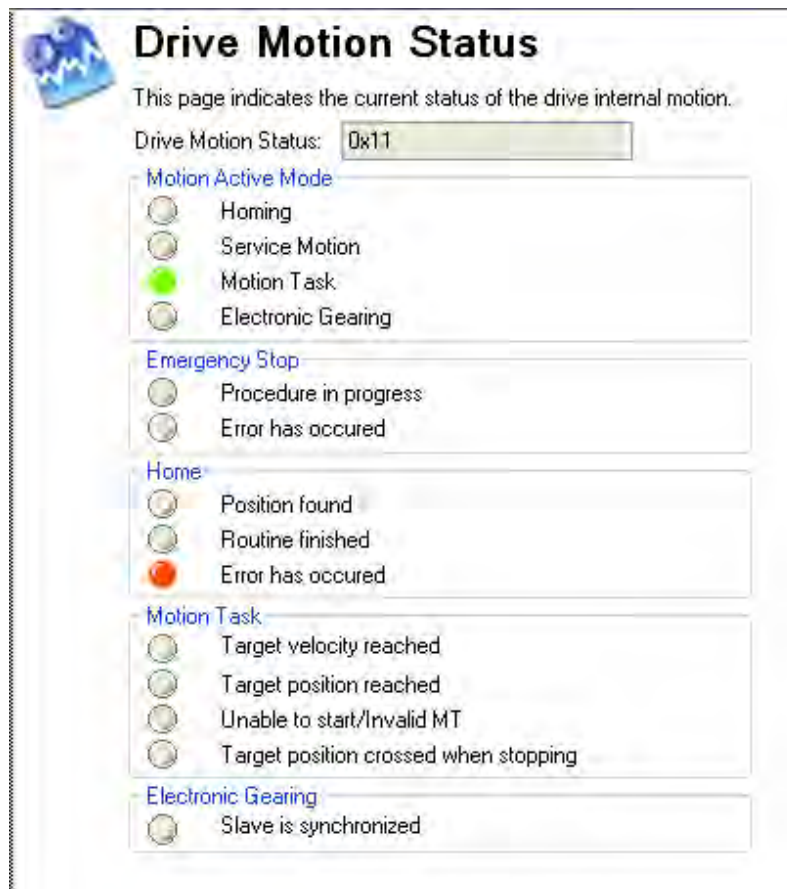 Drive Motion Status
This page indicates the current status of the drive internal motion.
Drive Motion Status: 0x11
Motion Active Mode
Homing
Service Motion
Motion Task
Electronic Gearing
Emergency Stop
Procedure in progress
Error has occured
Home
Position found
Routine finished
Error has occured
Motion Task
Target velocity reached
Target position reached
Unable to start/Invalid MT
Target position crossed when stopping
Electronic Gearing
Slave is synchronized